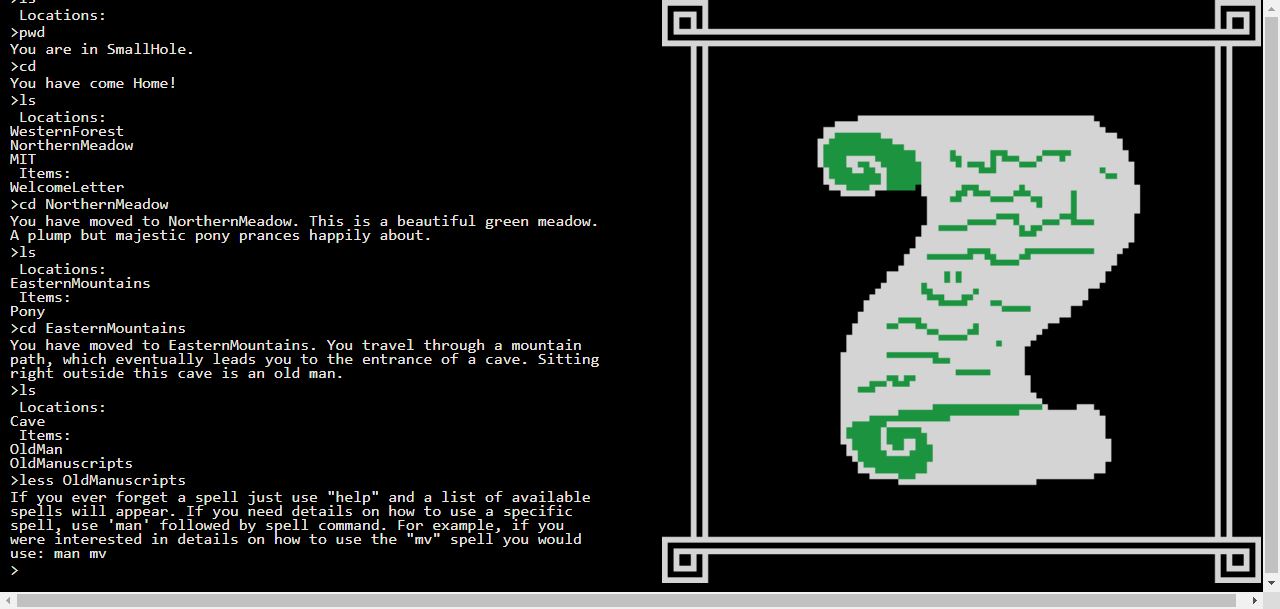 >ls
Locations:
>pwd
You are in SmallHole.
>cd
You have come Home!
>ls
Locations:
WesternForest
NorthernMeadow
MIT
Items:
WelcomeLetter
>cd NorthernMeadow
You have moved to NorthernMeadow. This is a beautiful green meadow.
A plump but majestic pony prances happily about.
>ls
Locations:
EasternMountains
Items:
Pony
>cd EasternMountains
You have moved to EasternMountains. You travel through a mountain
path, which eventually leads you to the entrance of a cave. Sitting
right outside this cave is an old man.
>ls
Locations:
Cave
Items:
OldMan
OldManuscripts
>less OldManuscripts
If you ever forget a spell just use "help" and a list of available
spells will appear. If you need details on how to use a specific
spell, use 'man' followed by spell command. For example, if you
were interested in details on how to use the "mv" spell you would
use: man mv
>